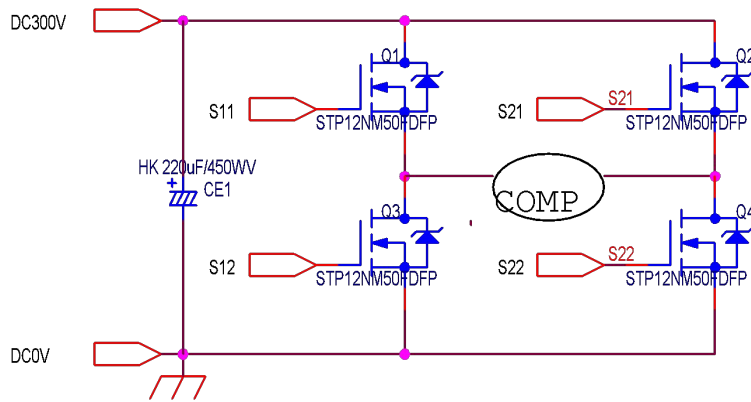 DC300V
Q1
Q2
S11
S21
S21
STP12NM50FDFP
STP12NM50FDFP
HK 220uF/450WV
+
CE1
COMP
Q3
Q4
S12
S22
S22
STP12NM50FDFP
STP12NM50FDFP
DC0V